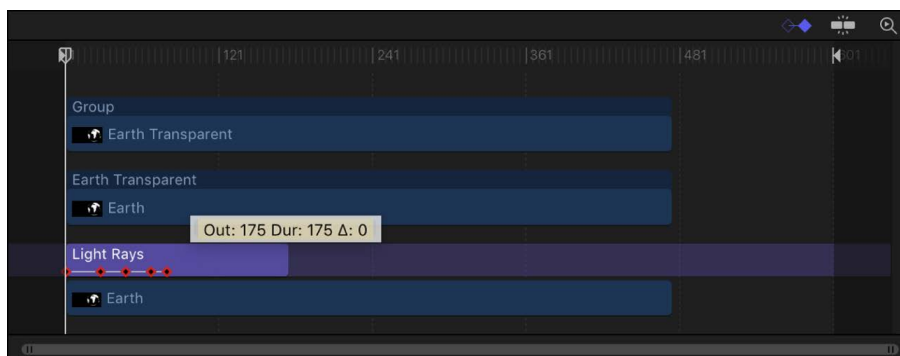 121 241 361 481 601
Group
Earth Transparent
Earth Transparent
Earth
Out: 175 Dur: 175 Δ: 0
Light Rays
Earth